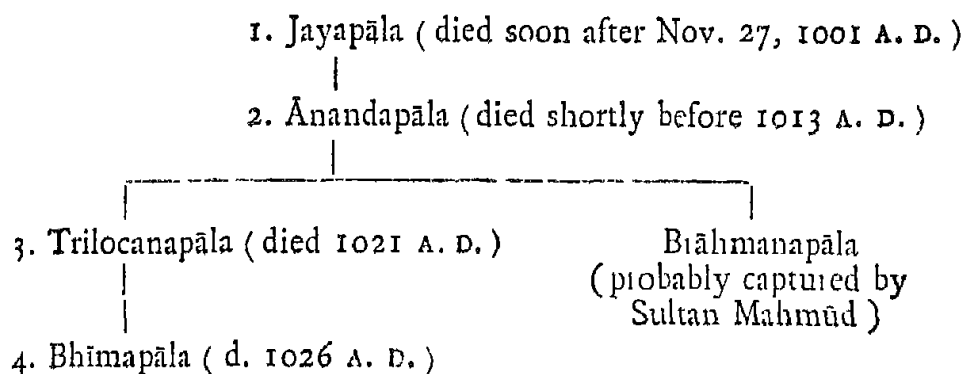 1. Jayapāla ( died soon after Nov. 27, 1001 A. D. )
2. Ānandapāla ( died shortly before 1013 A. D. )
3. Trilocanapāla ( died 1021 A. D. )
Brāhmanapāla
( probably captured by
Sultan Mahmūd )
4. Bhīmapāla ( d. 1026 A. D. )